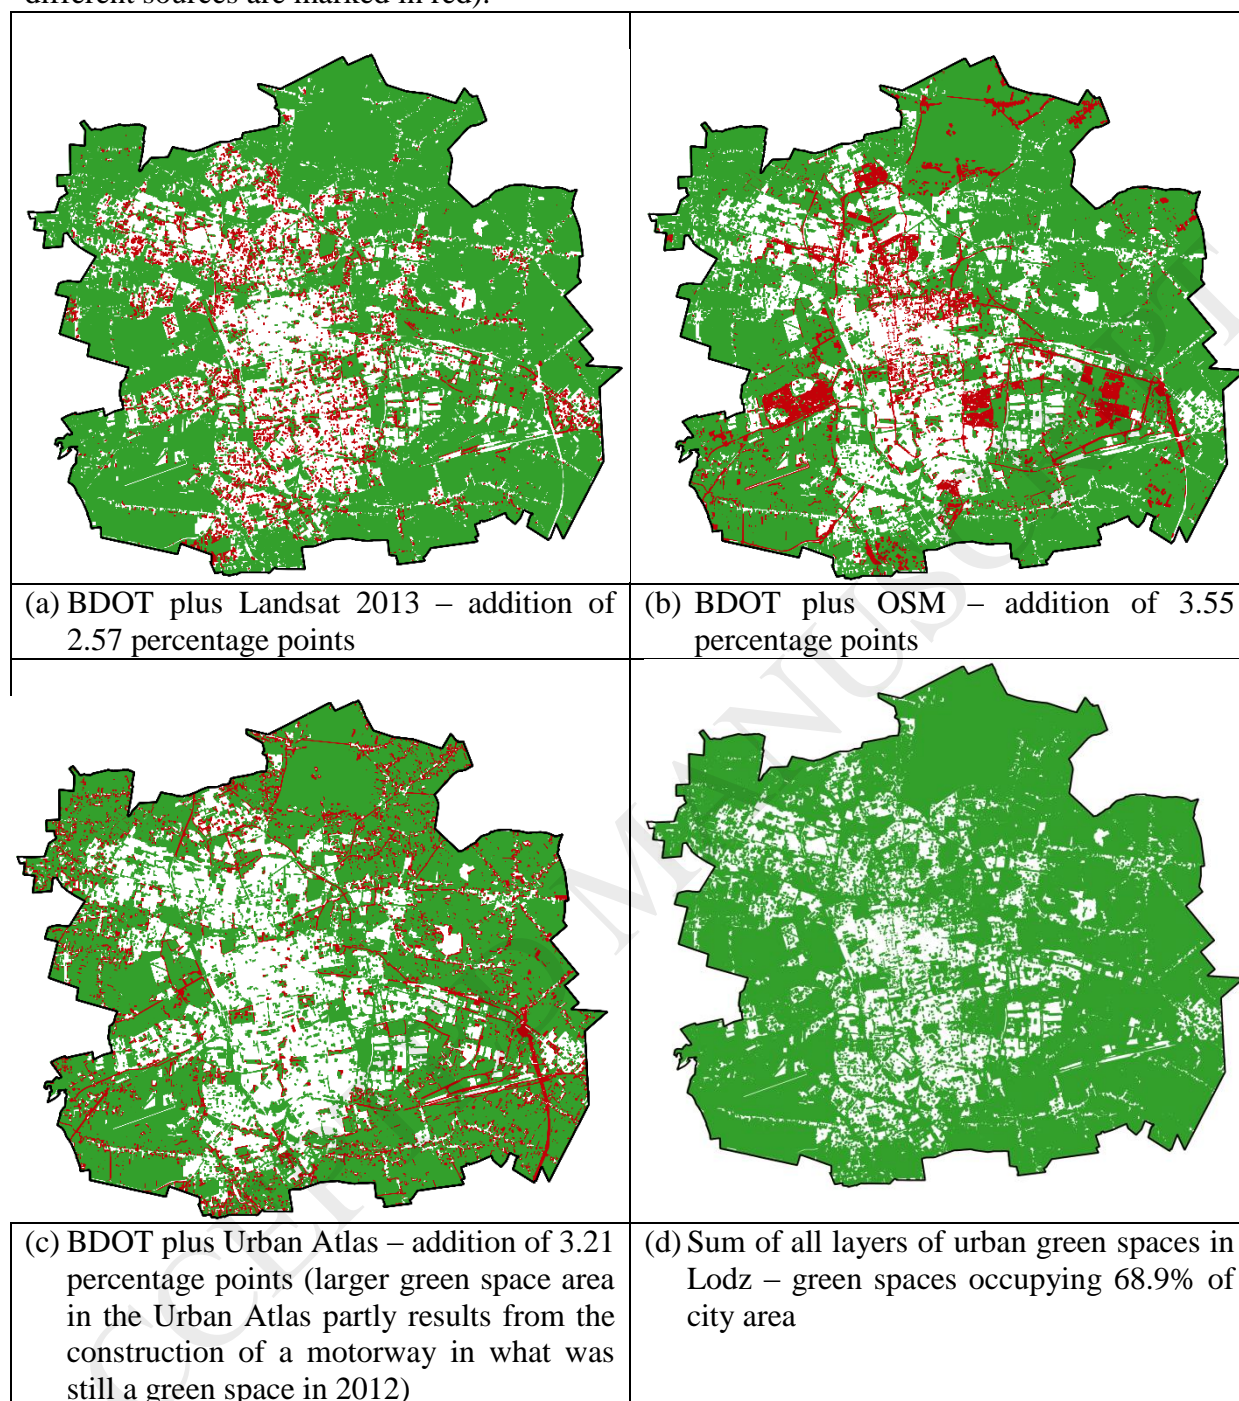 different sources are marked in red).
(a) BDOT plus Landsat 2013 – addition of
2.57 percentage points
(b) BDOT plus OSM – addition of 3.55
percentage points
(c) BDOT plus Urban Atlas – addition of 3.21
percentage points (larger green space area
in the Urban Atlas partly results from the
construction of a motorway in what was
still a green space in 2012)
(d) Sum of all layers of urban green spaces in
Lodz – green spaces occupying 68.9% of
city area